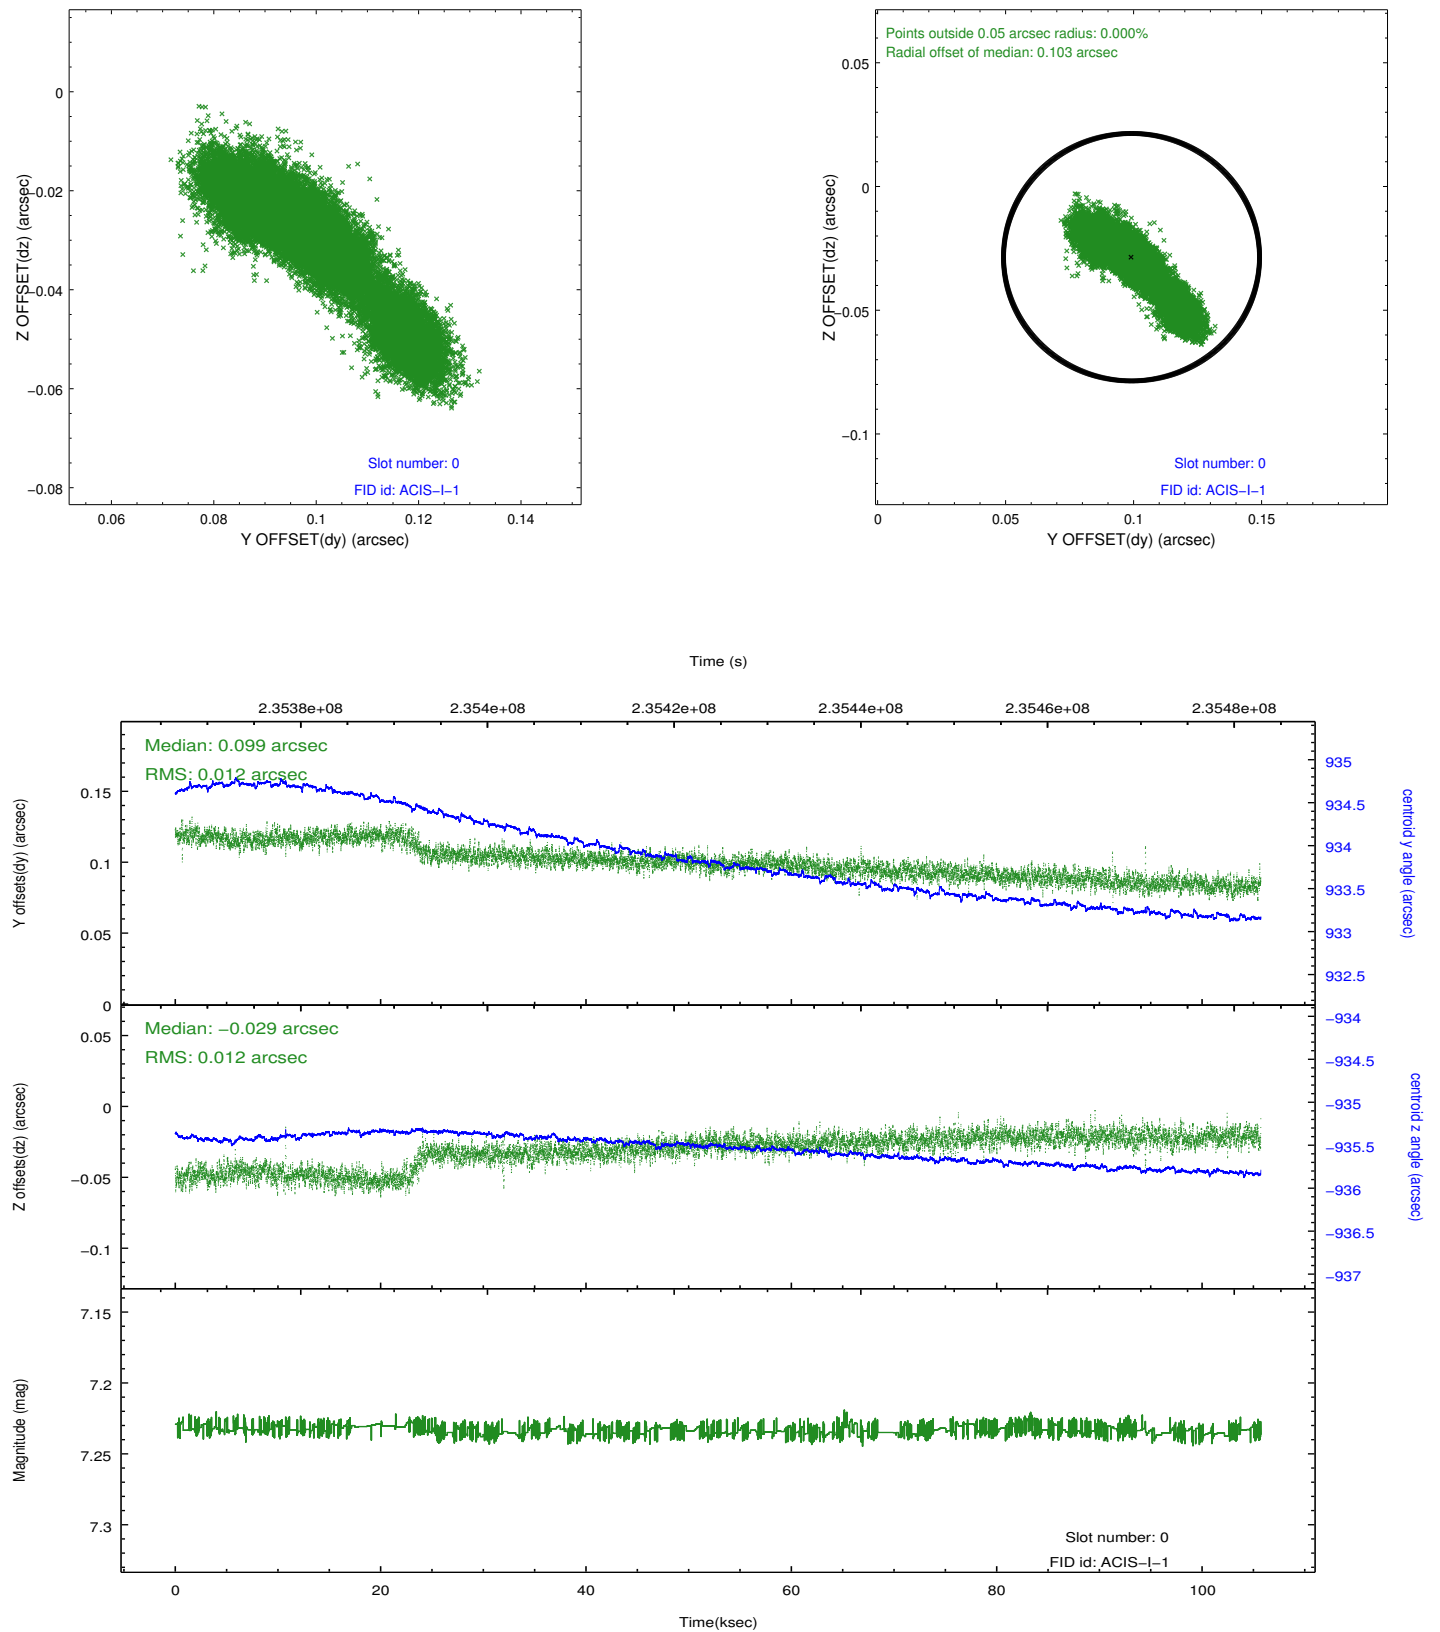 0
−0.02
−0.04
−0.06
−0.08
Z OFFSET(dz) (arcsec)
Slot number: 0
FID id: ACIS−I−1
0.06
0.08
0.1
0.12
0.14
Y OFFSET(dy) (arcsec)
Points outside 0.05 arcsec radius: 0.000%
Radial offset of median: 0.103 arcsec
0.05
0
−0.05
−0.1
Z OFFSET(dz) (arcsec)
Slot number: 0
FID id: ACIS−I−1
0
0.05
0.1
0.15
Y OFFSET(dy) (arcsec)
Time (s)
2.3538e+08
2.354e+08
2.3542e+08
2.3544e+08
2.3546e+08
2.3548e+08
Median: 0.099 arcsec
RMS: 0.012 arcsec
0.15
0.1
0.05
0
Y offsets(dy) (arcsec)
935
934.5
934
933.5
933
932.5
centroid y angle (arcsec)
Median: −0.029 arcsec
RMS: 0.012 arcsec
0.05
0
−0.05
−0.1
Z offsets(dz) (arcsec)
−934
−934.5
−935
−935.5
−936
−936.5
−937
centroid z angle (arcsec)
7.15
7.2
7.25
7.3
Magnitude (mag)
Slot number: 0
FID id: ACIS−I−1
0
20
40
60
80
100
Time(ksec)